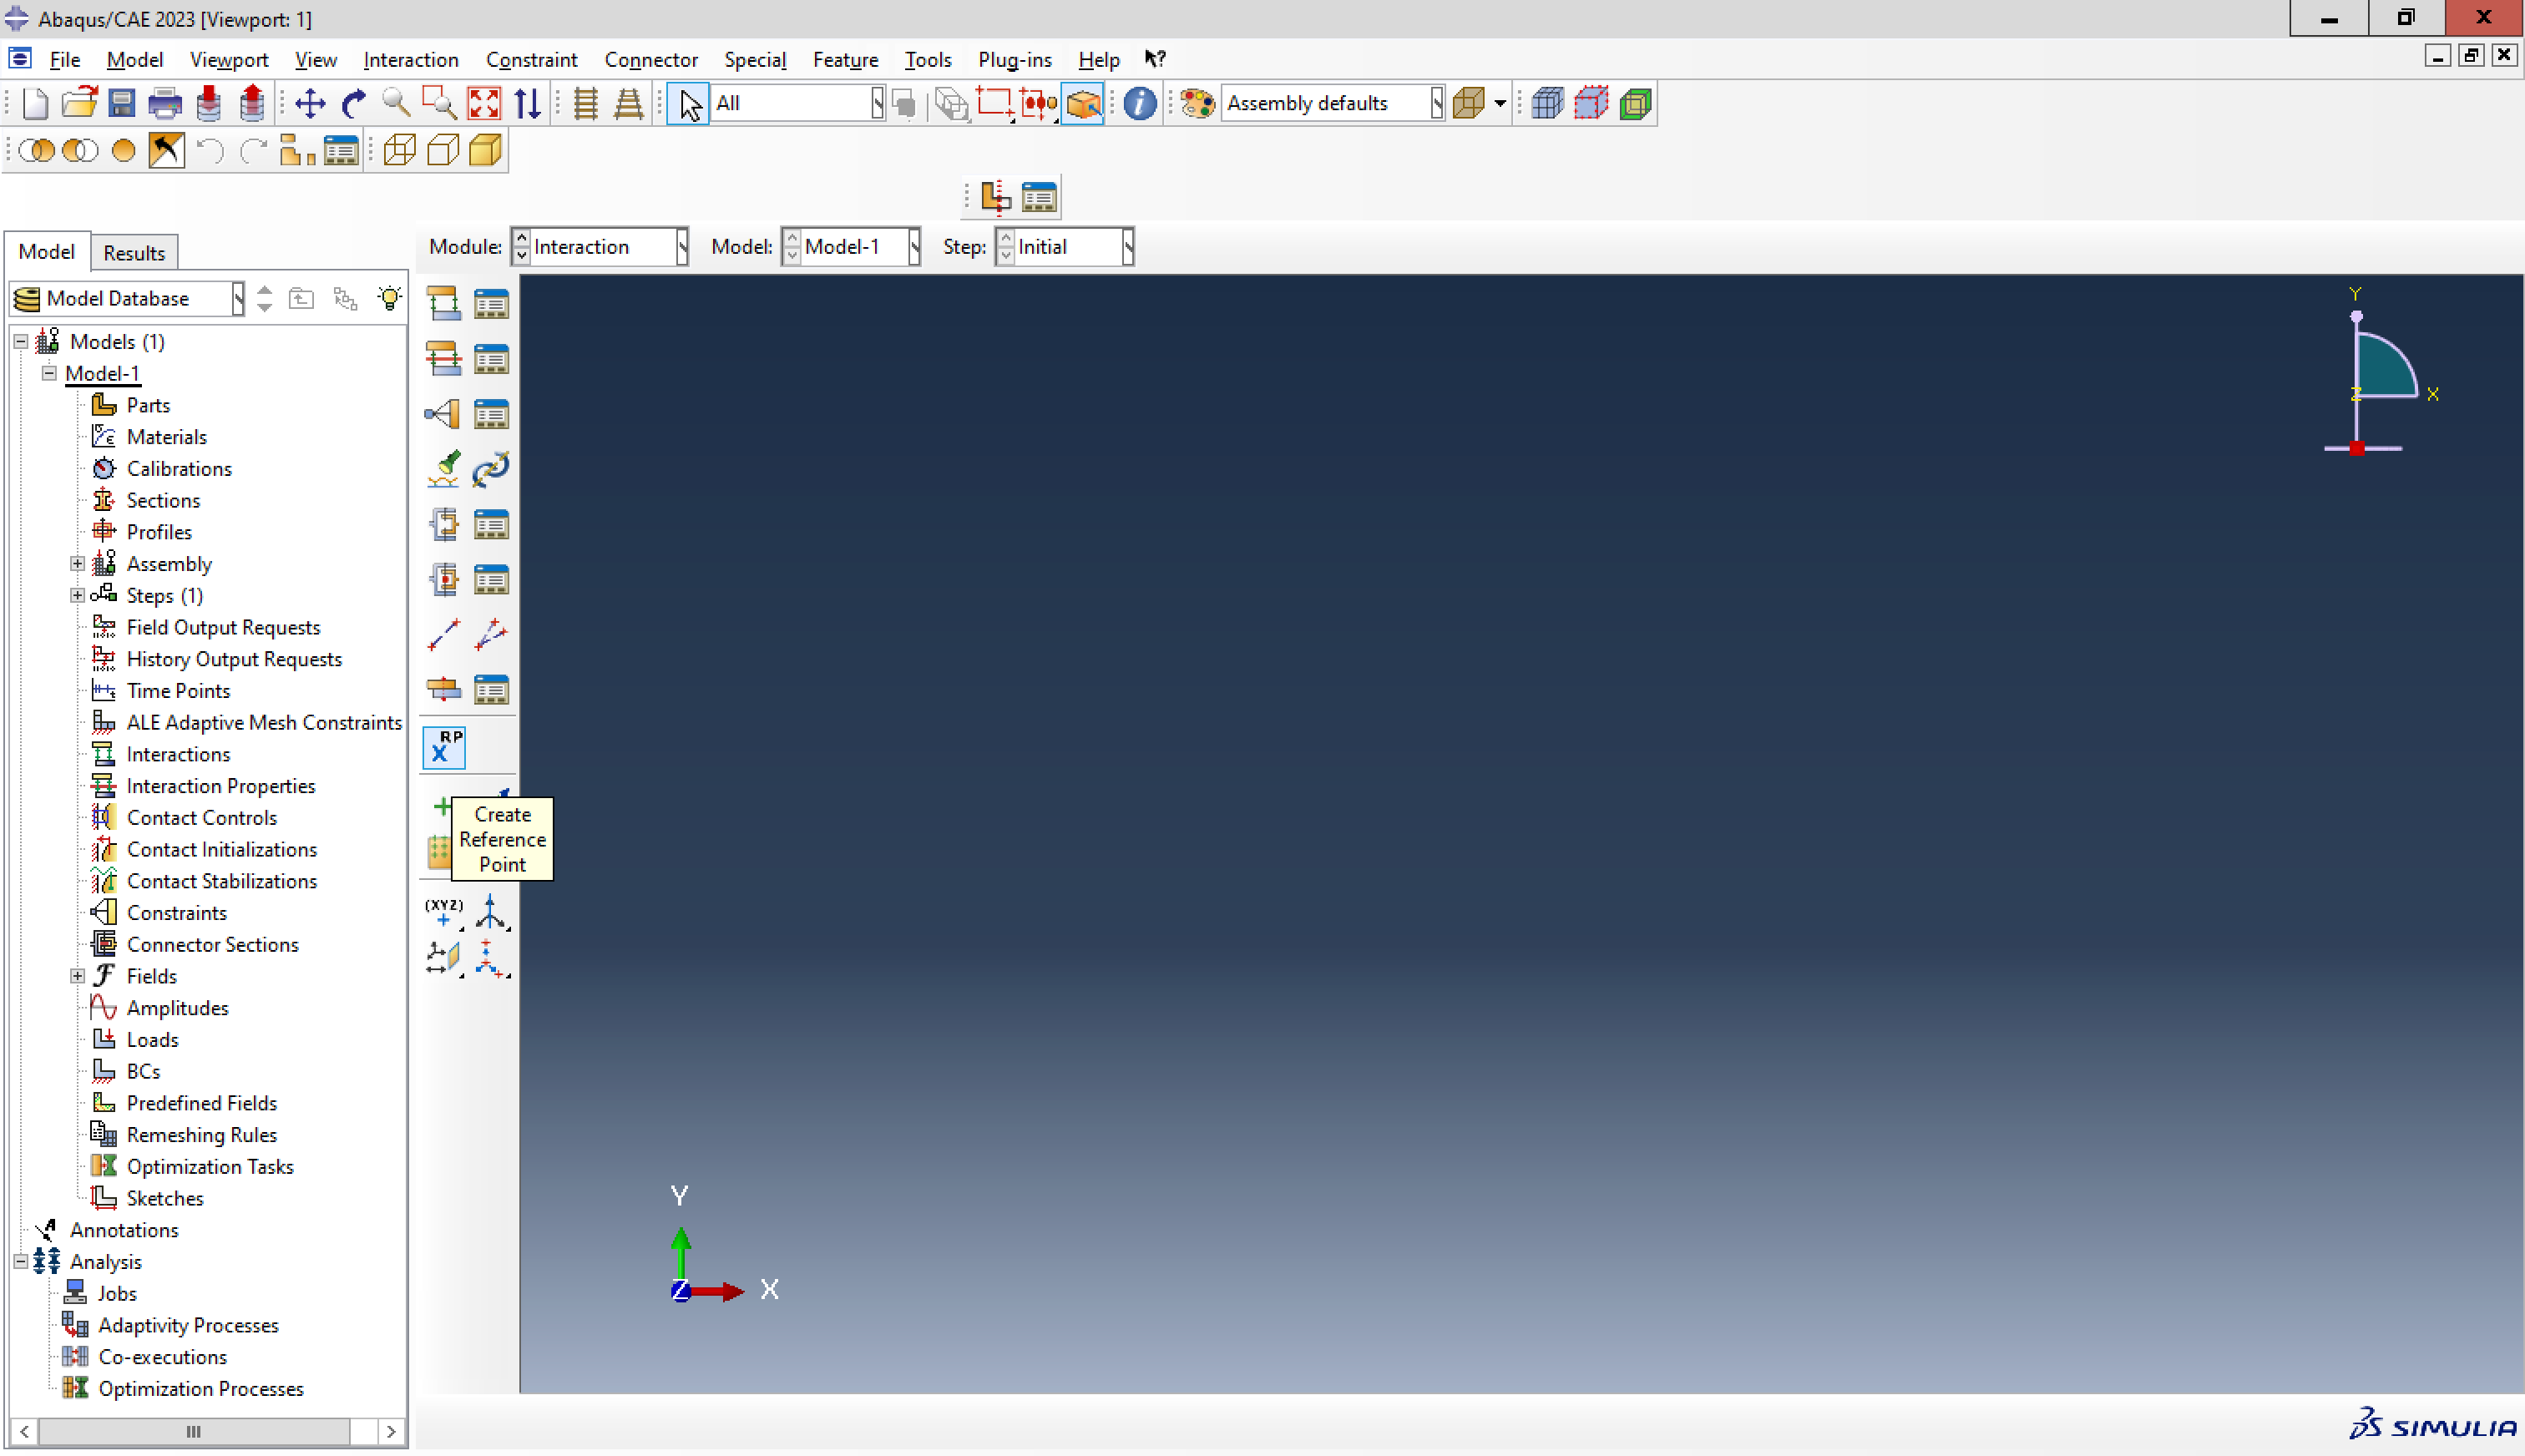 Abaqus/CAE 2023 [Viewport: 1]
File Model Viewport View Interaction Constraint Connector Special Feature Tools Plug-ins Help ?
All
Assembly defaults
Model Results
Module: Interaction Model: Model-1 Step: Initial
Model Database
Models (1)
Model-1
Parts
Materials
Calibrations
Sections
Profiles
Assembly
Steps (1)
Field Output Requests
History Output Requests
Time Points
ALE Adaptive Mesh Constraints
Interactions
Interaction Properties
Contact Controls
Contact Initializations
Contact Stabilizations
Constraints
Connector Sections
Fields
Amplitudes
Loads
BCs
Predefined Fields
Remeshing Rules
Optimization Tasks
Sketches
Annotations
Analysis
Jobs
Adaptivity Processes
Co-executions
Optimization Processes
RP
X
Create
Reference
Point
(XYZ)
Y
Z
X
Y
Z
X
SIMULIA